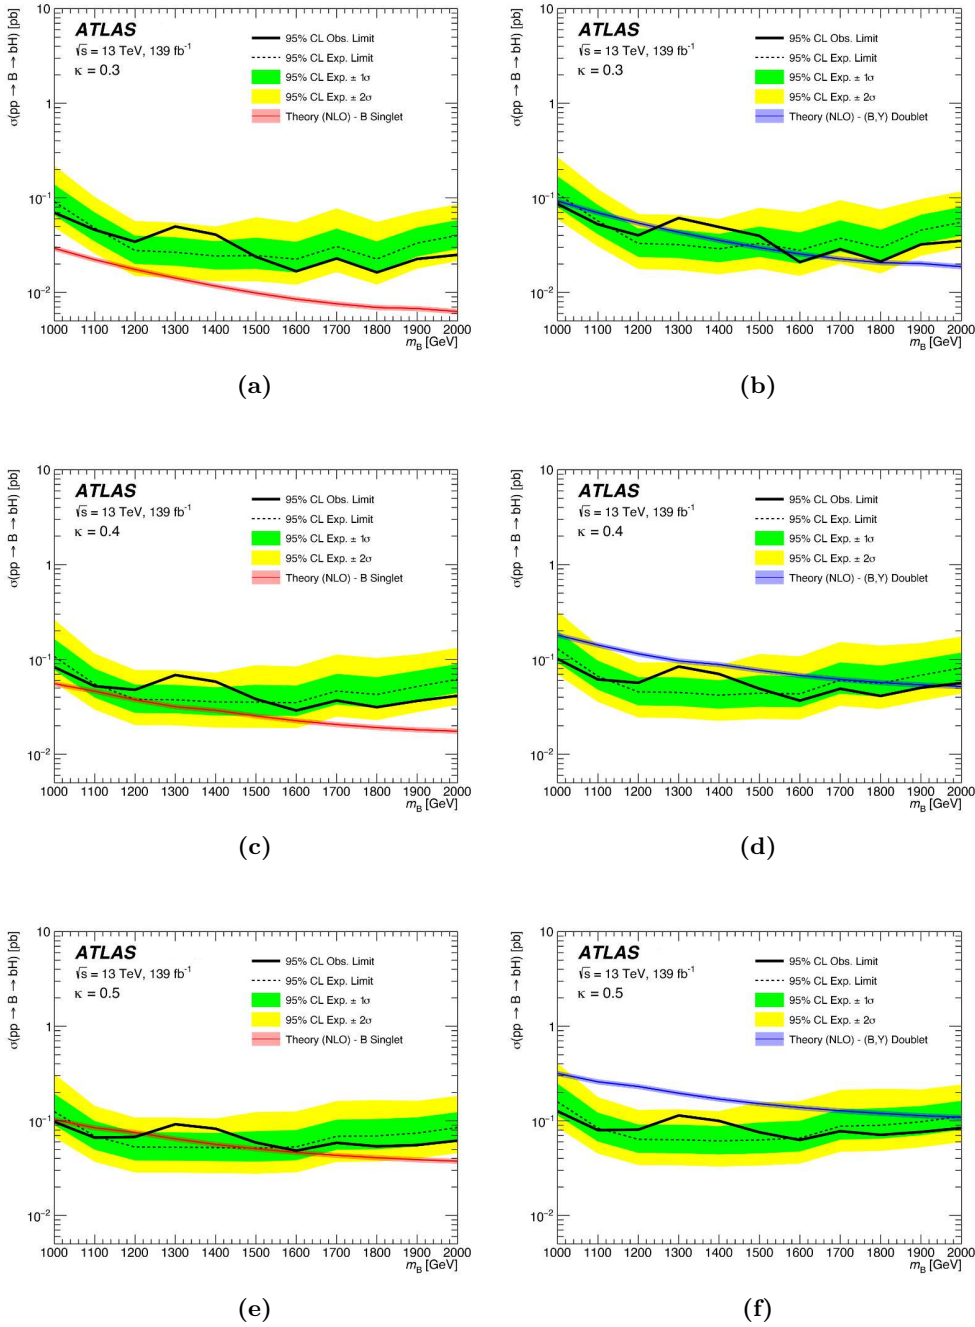 σ(pp → B → bH) [pb]
10
1
10⁻¹
10⁻²
ATLAS
√s = 13 TeV, 139 fb⁻¹
κ = 0.3
95% CL Obs. Limit
95% CL Exp. Limit
95% CL Exp. ± 1σ
95% CL Exp. ± 2σ
Theory (NLO) - B Singlet
1000 1100 1200 1300 1400 1500 1600 1700 1800 1900 2000
m_B [GeV]
(a)
σ(pp → B → bH) [pb]
10
1
10⁻¹
10⁻²
ATLAS
√s = 13 TeV, 139 fb⁻¹
κ = 0.3
95% CL Obs. Limit
95% CL Exp. Limit
95% CL Exp. ± 1σ
95% CL Exp. ± 2σ
Theory (NLO) - (B,Y) Doublet
1000 1100 1200 1300 1400 1500 1600 1700 1800 1900 2000
m_B [GeV]
(b)
σ(pp → B → bH) [pb]
10
1
10⁻¹
10⁻²
ATLAS
√s = 13 TeV, 139 fb⁻¹
κ = 0.4
95% CL Obs. Limit
95% CL Exp. Limit
95% CL Exp. ± 1σ
95% CL Exp. ± 2σ
Theory (NLO) - B Singlet
1000 1100 1200 1300 1400 1500 1600 1700 1800 1900 2000
m_B [GeV]
(c)
σ(pp → B → bH) [pb]
10
1
10⁻¹
10⁻²
ATLAS
√s = 13 TeV, 139 fb⁻¹
κ = 0.4
95% CL Obs. Limit
95% CL Exp. Limit
95% CL Exp. ± 1σ
95% CL Exp. ± 2σ
Theory (NLO) - (B,Y) Doublet
1000 1100 1200 1300 1400 1500 1600 1700 1800 1900 2000
m_B [GeV]
(d)
σ(pp → B → bH) [pb]
10
1
10⁻¹
10⁻²
ATLAS
√s = 13 TeV, 139 fb⁻¹
κ = 0.5
95% CL Obs. Limit
95% CL Exp. Limit
95% CL Exp. ± 1σ
95% CL Exp. ± 2σ
Theory (NLO) - B Singlet
1000 1100 1200 1300 1400 1500 1600 1700 1800 1900 2000
m_B [GeV]
(e)
σ(pp → B → bH) [pb]
10
1
10⁻¹
10⁻²
ATLAS
√s = 13 TeV, 139 fb⁻¹
κ = 0.5
95% CL Obs. Limit
95% CL Exp. Limit
95% CL Exp. ± 1σ
95% CL Exp. ± 2σ
Theory (NLO) - (B,Y) Doublet
1000 1100 1200 1300 1400 1500 1600 1700 1800 1900 2000
m_B [GeV]
(f)